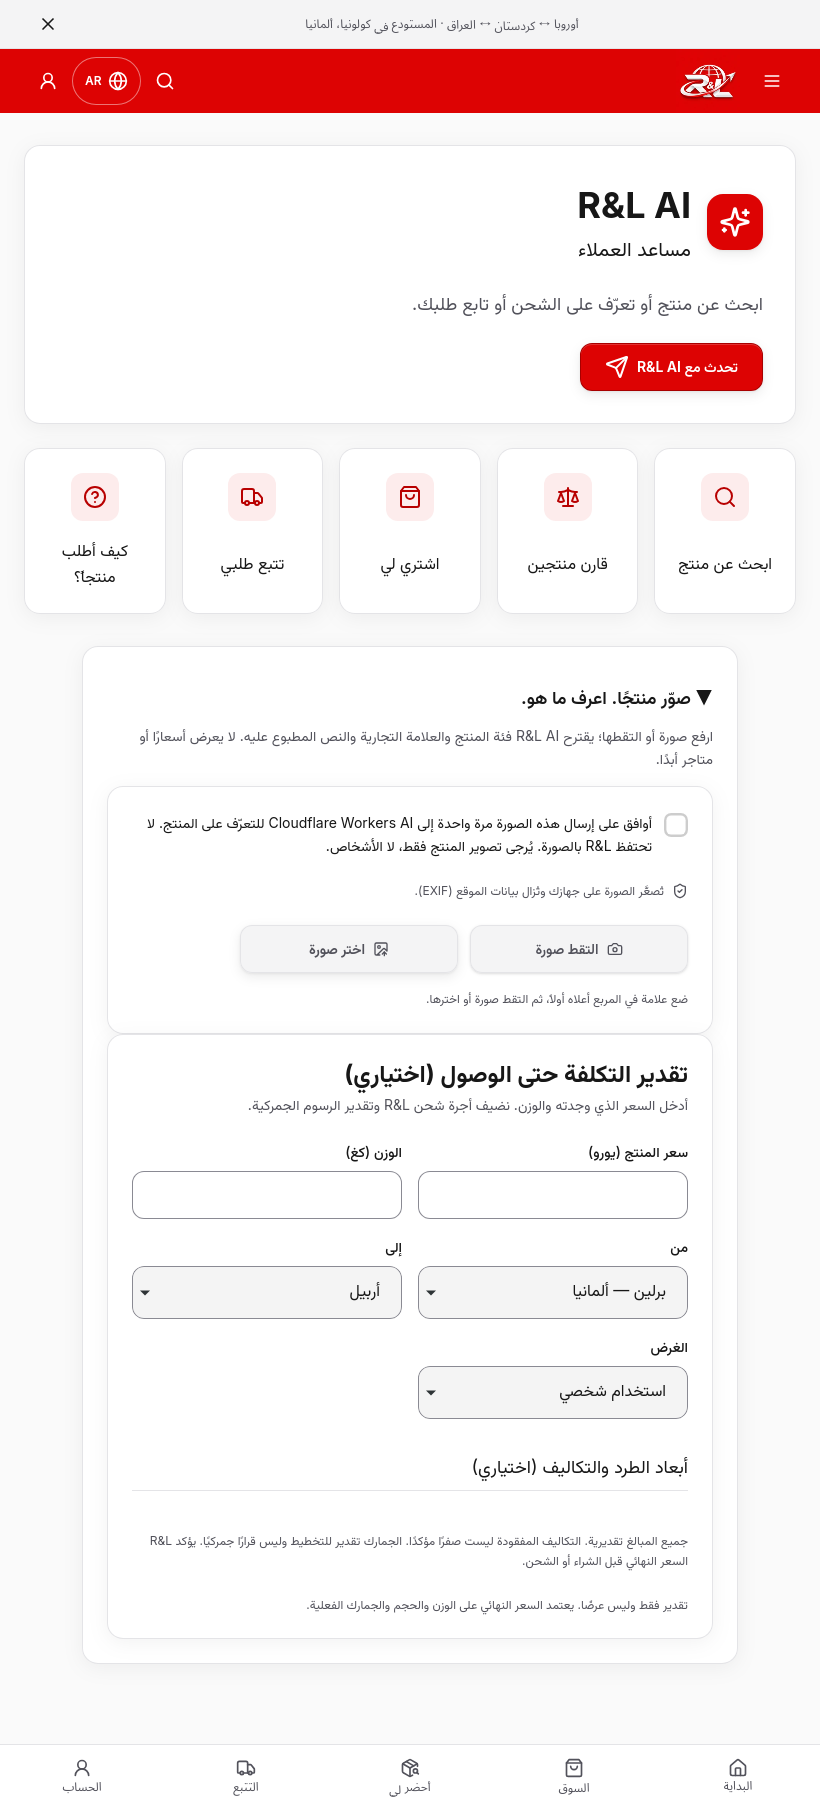 أوروبا ↔ كردستان ↔ العراق · المستودع في كولونيا، ألمانيا
R&L
AR
R&L AI
مساعد العملاء
ابحث عن منتج أو تعرّف على الشحن أو تابع طلبك.
تحدث مع R&L AI
ابحث عن منتج
قارن منتجين
اشتري لي
تتبع طلبي
كيف أطلب
منتجاً؟
صوّر منتجًا. اعرف ما هو.
ارفع صورة أو التقطها؛ يقترح R&L AI فئة المنتج والعلامة التجارية والنص المطبوع عليه. لا يعرض أسعارًا أو
متاجر أبدًا.
أوافق على إرسال هذه الصورة مرة واحدة إلى Cloudflare Workers AI للتعرّف على المنتج. لا
تحتفظ R&L بالصورة. يُرجى تصوير المنتج فقط، لا الأشخاص.
تُصغَّر الصورة على جهازك وتُزال بيانات الموقع (EXIF).
التقط صورة
اختر صورة
ضع علامة في المربع أعلاه أولًا، ثم التقط صورة أو اخترها.
تقدير التكلفة حتى الوصول (اختياري)
أدخل السعر الذي وجدته والوزن. نضيف أجرة شحن R&L وتقدير الرسوم الجمركية.
سعر المنتج (يورو)
الوزن (كغ)
من
إلى
برلين — ألمانيا
أربيل
الغرض
استخدام شخصي
أبعاد الطرد والتكاليف (اختياري)
جميع المبالغ تقديرية. التكاليف المفقودة ليست صفرًا مؤكدًا. الجمارك تقدير للتخطيط وليس قرارًا جمركيًا. يؤكد R&L
السعر النهائي قبل الشراء أو الشحن.
تقدير فقط وليس عرضًا. يعتمد السعر النهائي على الوزن والحجم والجمارك الفعلية.
البداية
السوق
أحضر لي
التتبع
الحساب